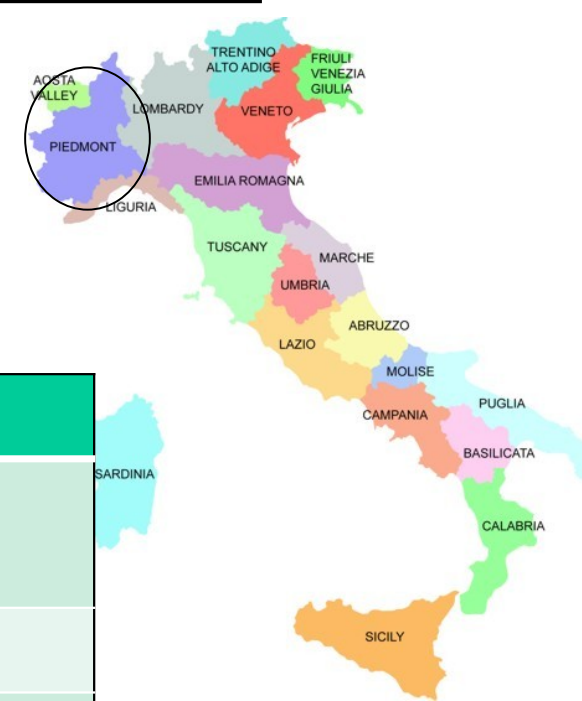 TRENTINO
ALTO ADIGE
FRIULI
VENEZIA
GIULIA
AOSTA
VALLEY
LOMBARDY
VENETO
PIEDMONT
EMILIA ROMAGNA
LIGURIA
TUSCANY
MARCHE
UMBRIA
ABRUZZO
LAZIO
MOLISE
PUGLIA
CAMPANIA
BASILICATA
SARDINIA
CALABRIA
SICILY